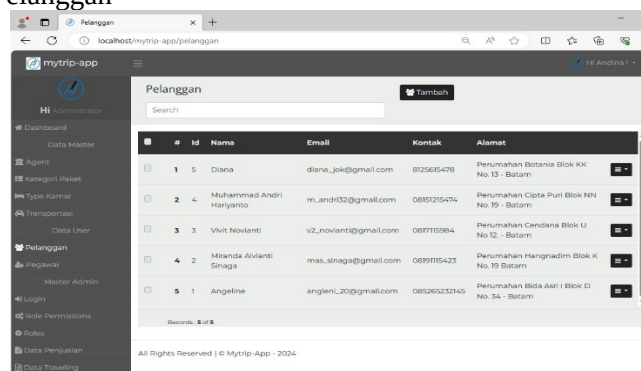 elanggan
Pelanggan
localhost/mytrip-app/pelanggan
mytrip-app
Hi Andina !
Hi Administrator
Dashboard
Data Master
Agent
Kategori Paket
Type Kamar
Transportasi
Data User
Pelanggan
Pegawai
Master Admin
Login
Role Permissions
Roles
Data Penjualan
Data Traveling
Pelanggan
Tambah
Search
# Id Nama Email Kontak Alamat
1 5 Diana diana_jok@gmail.com 8125615478 Perumahan Botania Blok KK
No. 13 - Batam
2 4 Muhammad Andri
Hariyanto
m_andri32@gmail.com 08151215474 Perumahan Cipta Puri Blok NN
No. 19 - Batam
3 3 Vivit Novianti v2_novianti@gmail.com 0817115984 Perumahan Cendana Blok U
No 12. - Batam
4 2 Miranda Alvianti
Sinaga
mas_sinaga@gmail.com 08191115423 Perumahan Hangnadim Blok K
No. 19 Batam
5 1 Angeline angleni_20@gmail.com 085265232145 Perumahan Bida Asri 1 Blok D
No. 34 - Batam
Records : 5 of 5
All Rights Reserved | © Mytrip-App - 2024